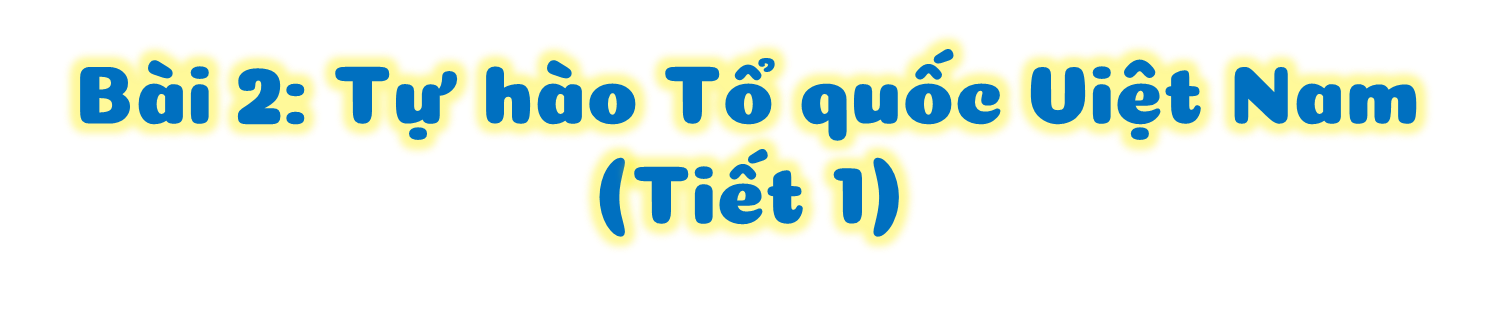 Bài 2: Tự hào Tổ quốc Việt Nam
(Tiết 1)